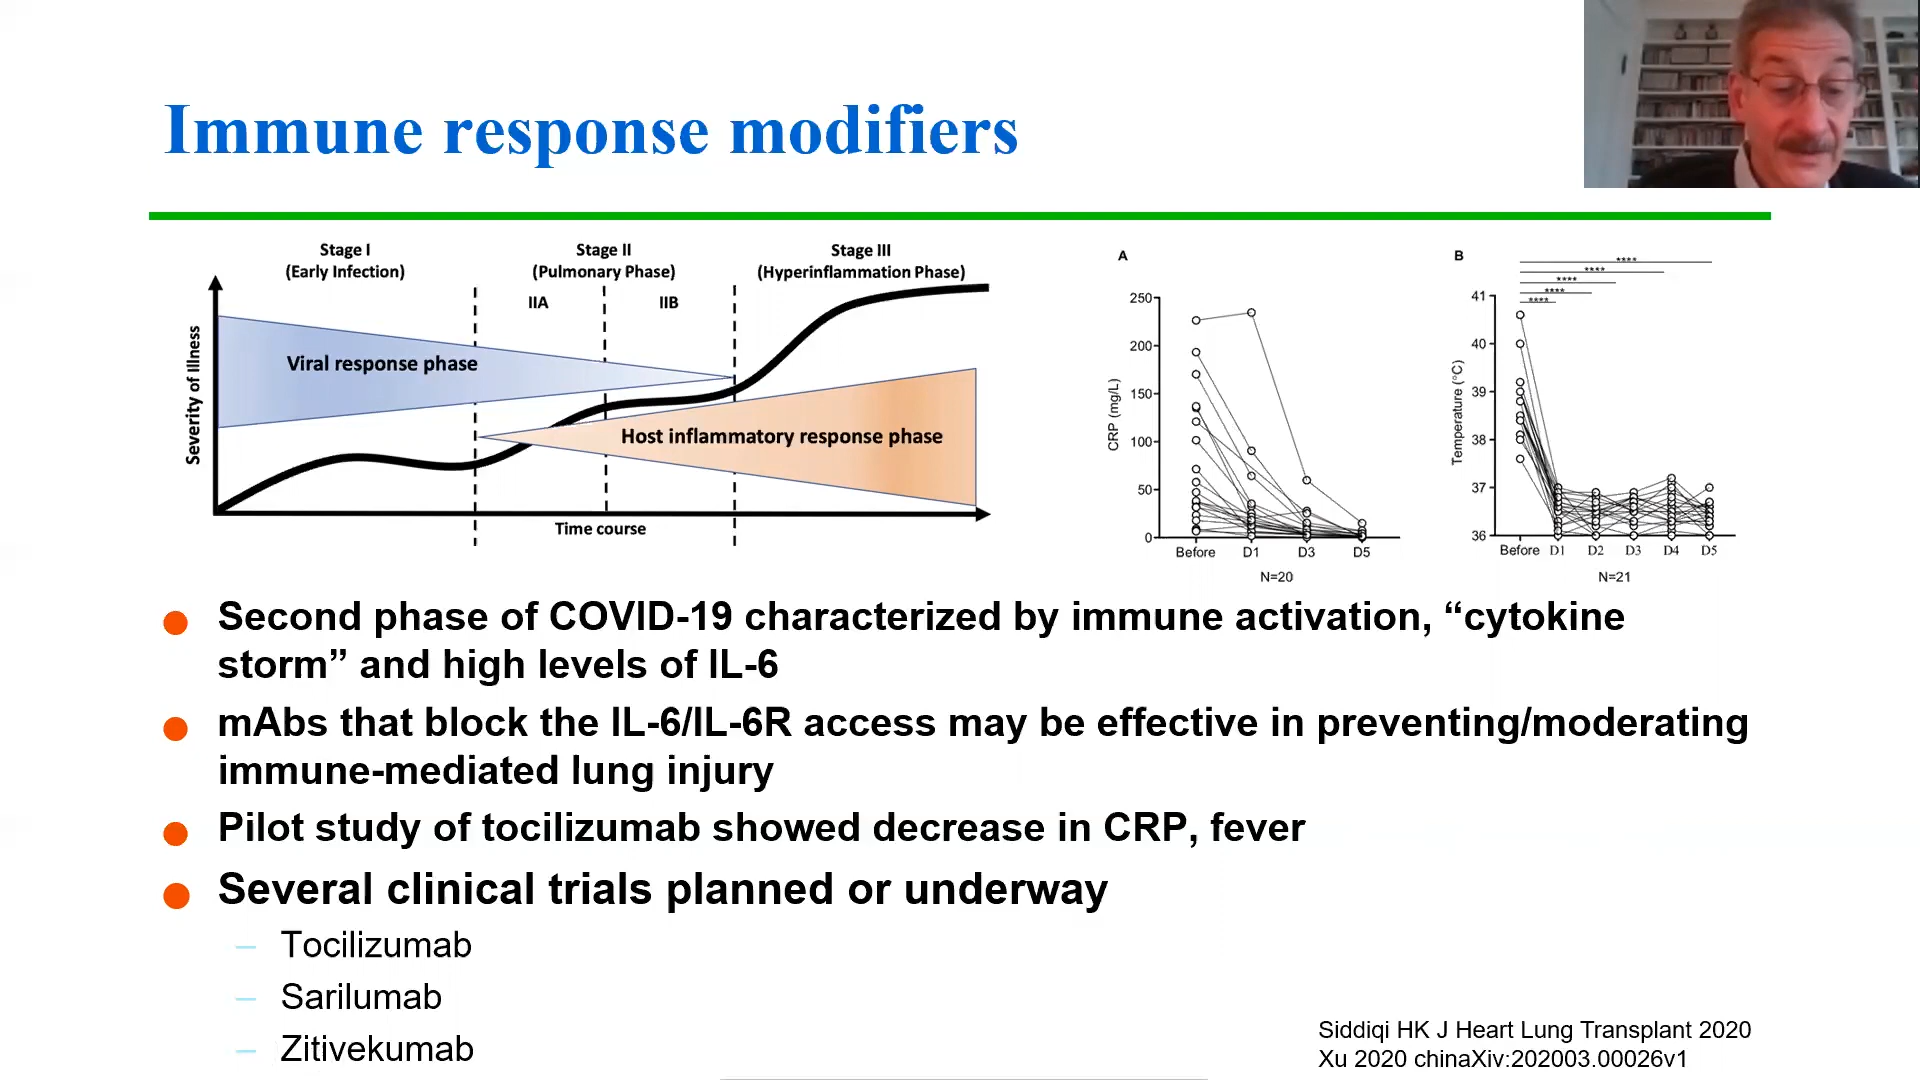 Immune response modifiers
Stage I
(Early Infection)
Stage II
(Pulmonary Phase)
Stage III
(Hyperinflammation Phase)
IIA
IIB
Severity of Illness
Viral response phase
Host inflammatory response phase
Time course
A
CRP (mg/L)
250
200
150
100
50
0
Before D1 D3 D5
N=20
B
****
****
****
****
****
Temperature (°C)
41
40
39
38
37
36
Before D1 D2 D3 D4 D5
N=21
Second phase of COVID-19 characterized by immune activation, “cytokine
storm” and high levels of IL-6
mAbs that block the IL-6/IL-6R access may be effective in preventing/moderating
immune-mediated lung injury
Pilot study of tocilizumab showed decrease in CRP, fever
Several clinical trials planned or underway
– Tocilizumab
– Sarilumab
– Zitivekumab
Siddiqi HK J Heart Lung Transplant 2020
Xu 2020 chinaXiv:202003.00026v1